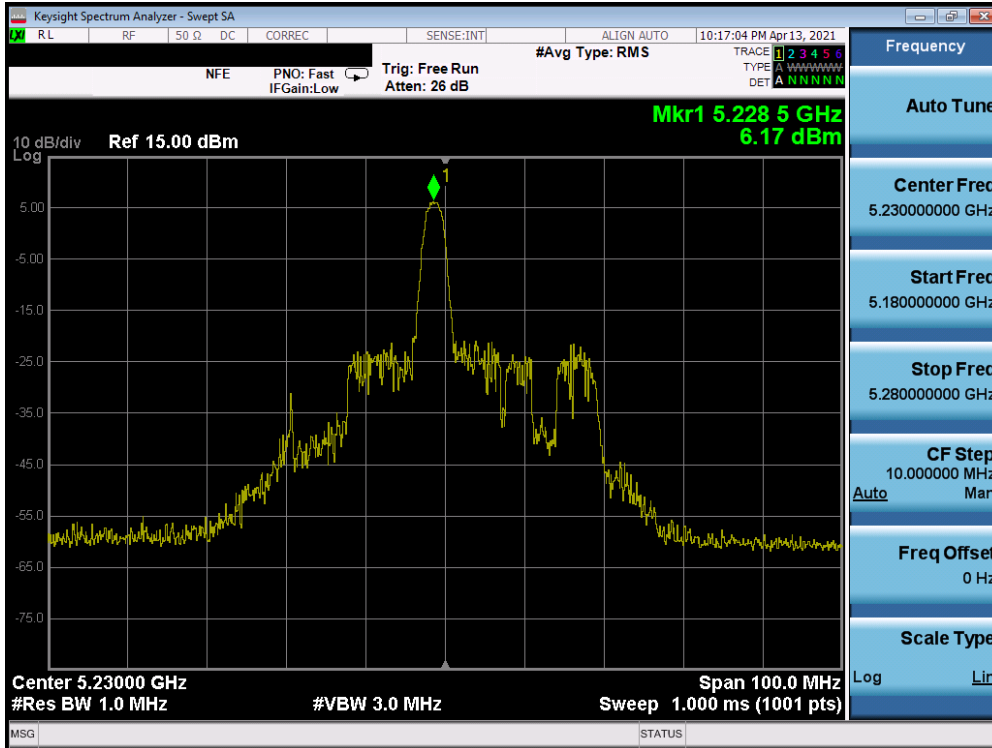 Keysight Spectrum Analyzer - Swept SA
LXI RL RF 50 Ω DC CORREC SENSE:INT ALIGN AUTO 10:17:04 PM Apr 13, 2021
#Avg Type: RMS TRACE 1 2 3 4 5 6
NFE PNO: Fast Trig: Free Run TYPE A WWWWW
IFGain:Low Atten: 26 dB DET A N N N N N
Mkr1 5.228 5 GHz
10 dB/div Ref 15.00 dBm 6.17 dBm
Log
1
5.00
-5.00
-15.0
-25.0
-35.0
-45.0
-55.0
-65.0
-75.0
Center 5.23000 GHz Span 100.0 MHz
#Res BW 1.0 MHz #VBW 3.0 MHz Sweep 1.000 ms (1001 pts)
MSG STATUS
Frequency
Auto Tune
Center Freq
5.230000000 GHz
Start Freq
5.180000000 GHz
Stop Freq
5.280000000 GHz
CF Step
10.000000 MHz
Auto Man
Freq Offset
0 Hz
Scale Type
Log Lin